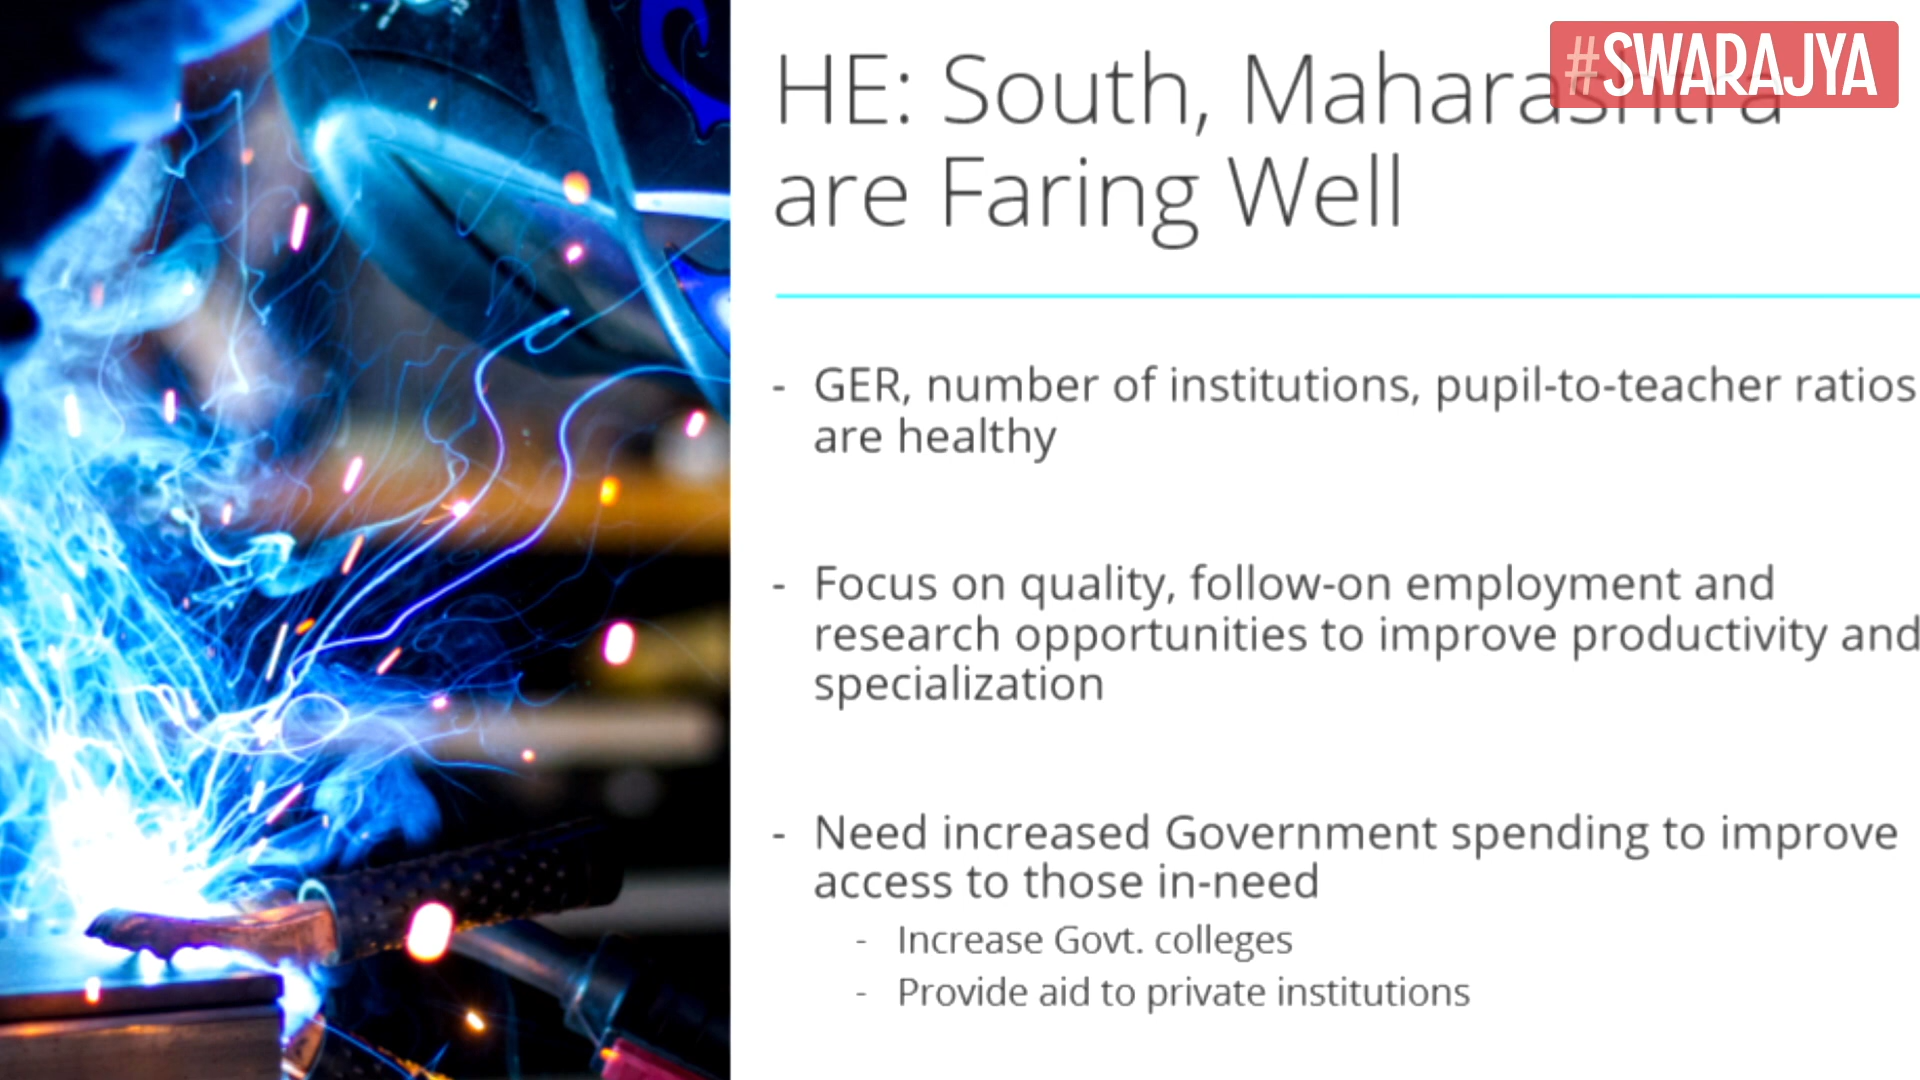 #SWARAJYA
HE: South, Maharashtra
are Faring Well
- GER, number of institutions, pupil-to-teacher ratios
are healthy
- Focus on quality, follow-on employment and
research opportunities to improve productivity and
specialization
- Need increased Government spending to improve
access to those in-need
- Increase Govt. colleges
- Provide aid to private institutions